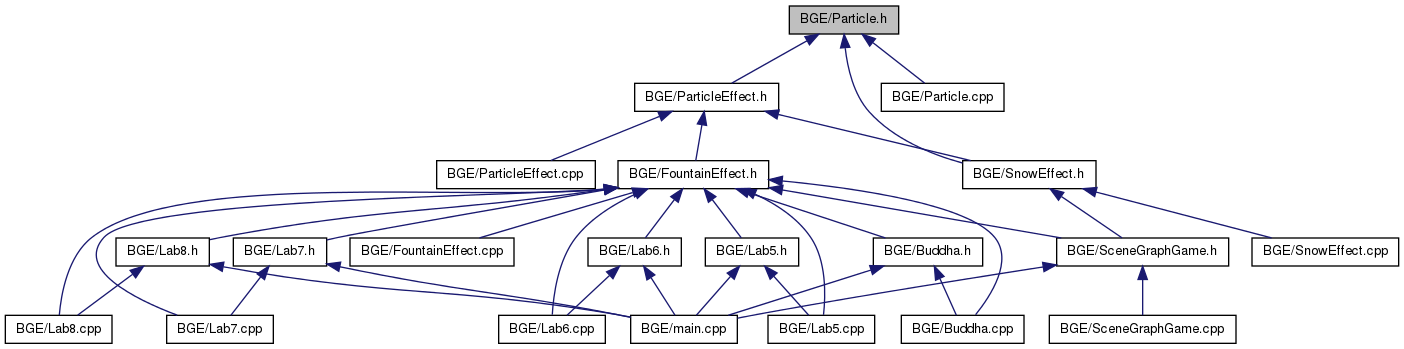 BGE/Particle.h
BGE/ParticleEffect.h
BGE/Particle.cpp
BGE/ParticleEffect.cpp
BGE/FountainEffect.h
BGE/SnowEffect.h
BGE/Lab8.h
BGE/Lab7.h
BGE/FountainEffect.cpp
BGE/Lab6.h
BGE/Lab5.h
BGE/Buddha.h
BGE/SceneGraphGame.h
BGE/SnowEffect.cpp
BGE/Lab8.cpp
BGE/Lab7.cpp
BGE/Lab6.cpp
BGE/main.cpp
BGE/Lab5.cpp
BGE/Buddha.cpp
BGE/SceneGraphGame.cpp